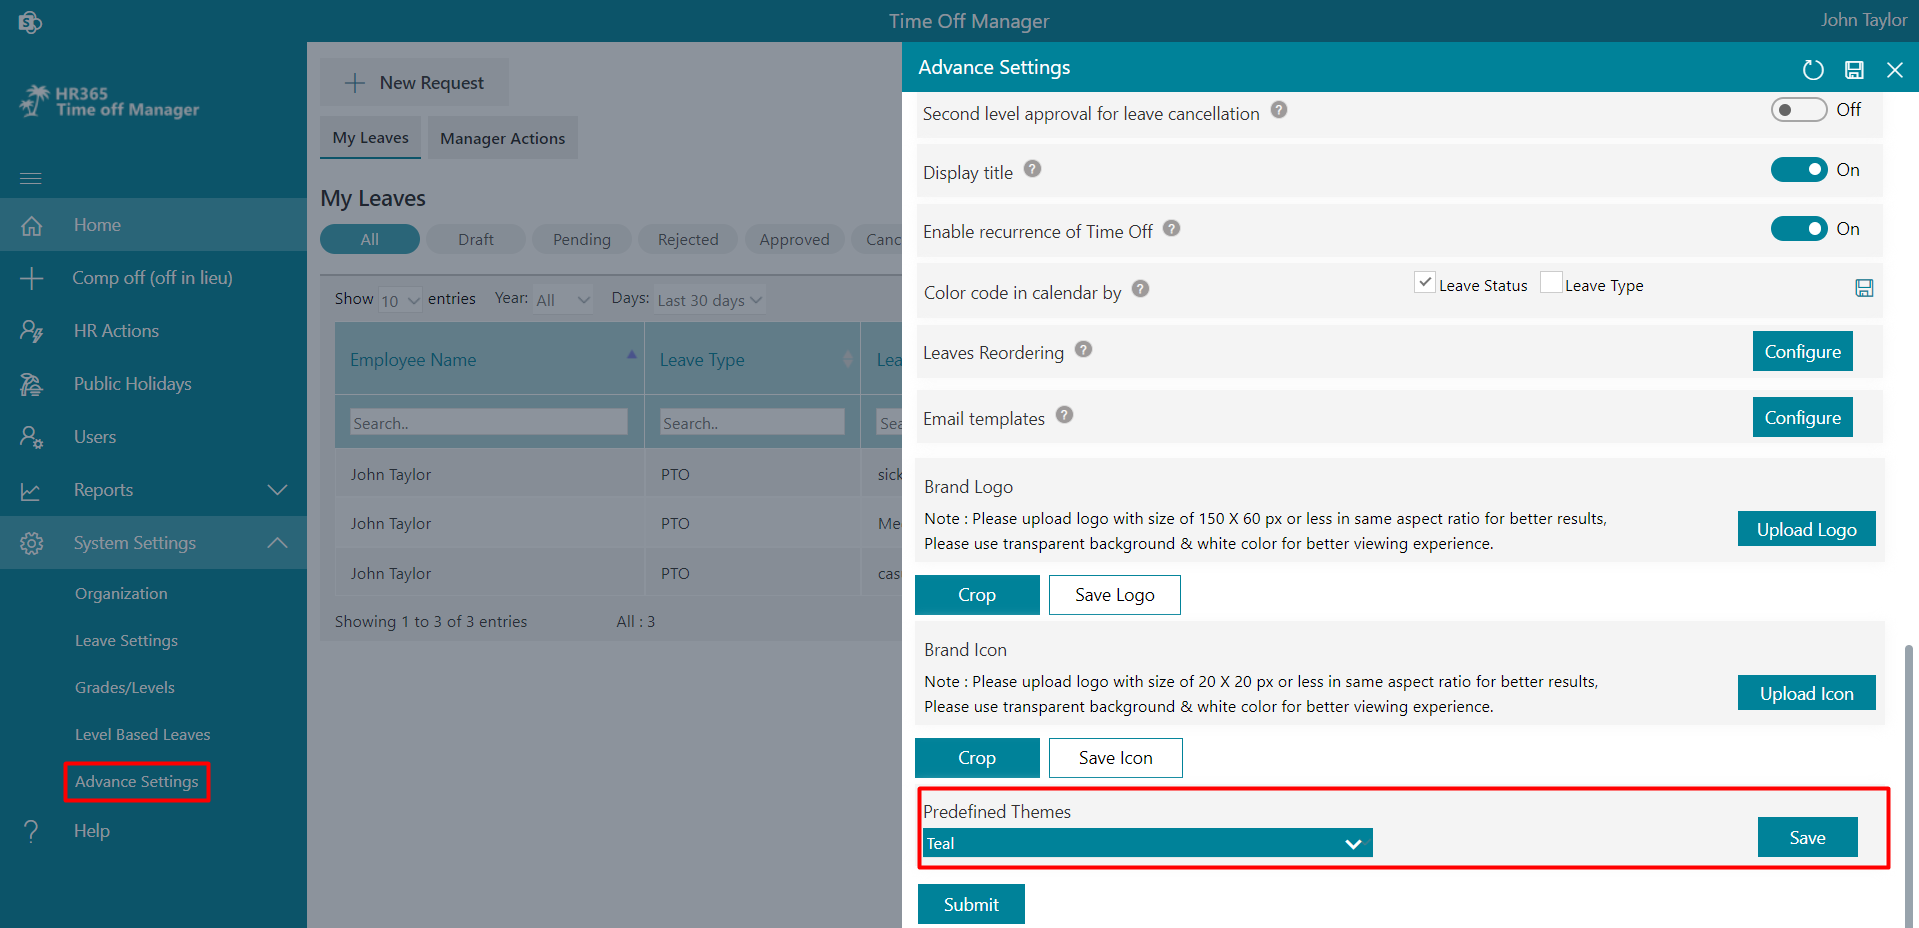 Time Off Manager
John Taylor
HR365
Time off Manager
Home
Comp off (off in lieu)
HR Actions
Public Holidays
Users
Reports
System Settings
Organization
Leave Settings
Grades/Levels
Level Based Leaves
Advance Settings
? Help
New Request
My Leaves Manager Actions
My Leaves
All Draft Pending Rejected Approved Canc
Show 10 entries Year: All Days: Last 30 days
Employee Name Leave Type Lea
Search.. Search.. Sea
John Taylor PTO sick
John Taylor PTO Me
John Taylor PTO cas
Showing 1 to 3 of 3 entries All : 3
Advance Settings
Second level approval for leave cancellation ? Off
Display title ? On
Enable recurrence of Time Off ? On
Color code in calendar by ? Leave Status Leave Type
Leaves Reordering ? Configure
Email templates ? Configure
Brand Logo
Note : Please upload logo with size of 150 X 60 px or less in same aspect ratio for better results,
Please use transparent background & white color for better viewing experience.
Upload Logo
Crop Save Logo
Brand Icon
Note : Please upload logo with size of 20 X 20 px or less in same aspect ratio for better results,
Please use transparent background & white color for better viewing experience.
Upload Icon
Crop Save Icon
Predefined Themes
Teal
Save
Submit